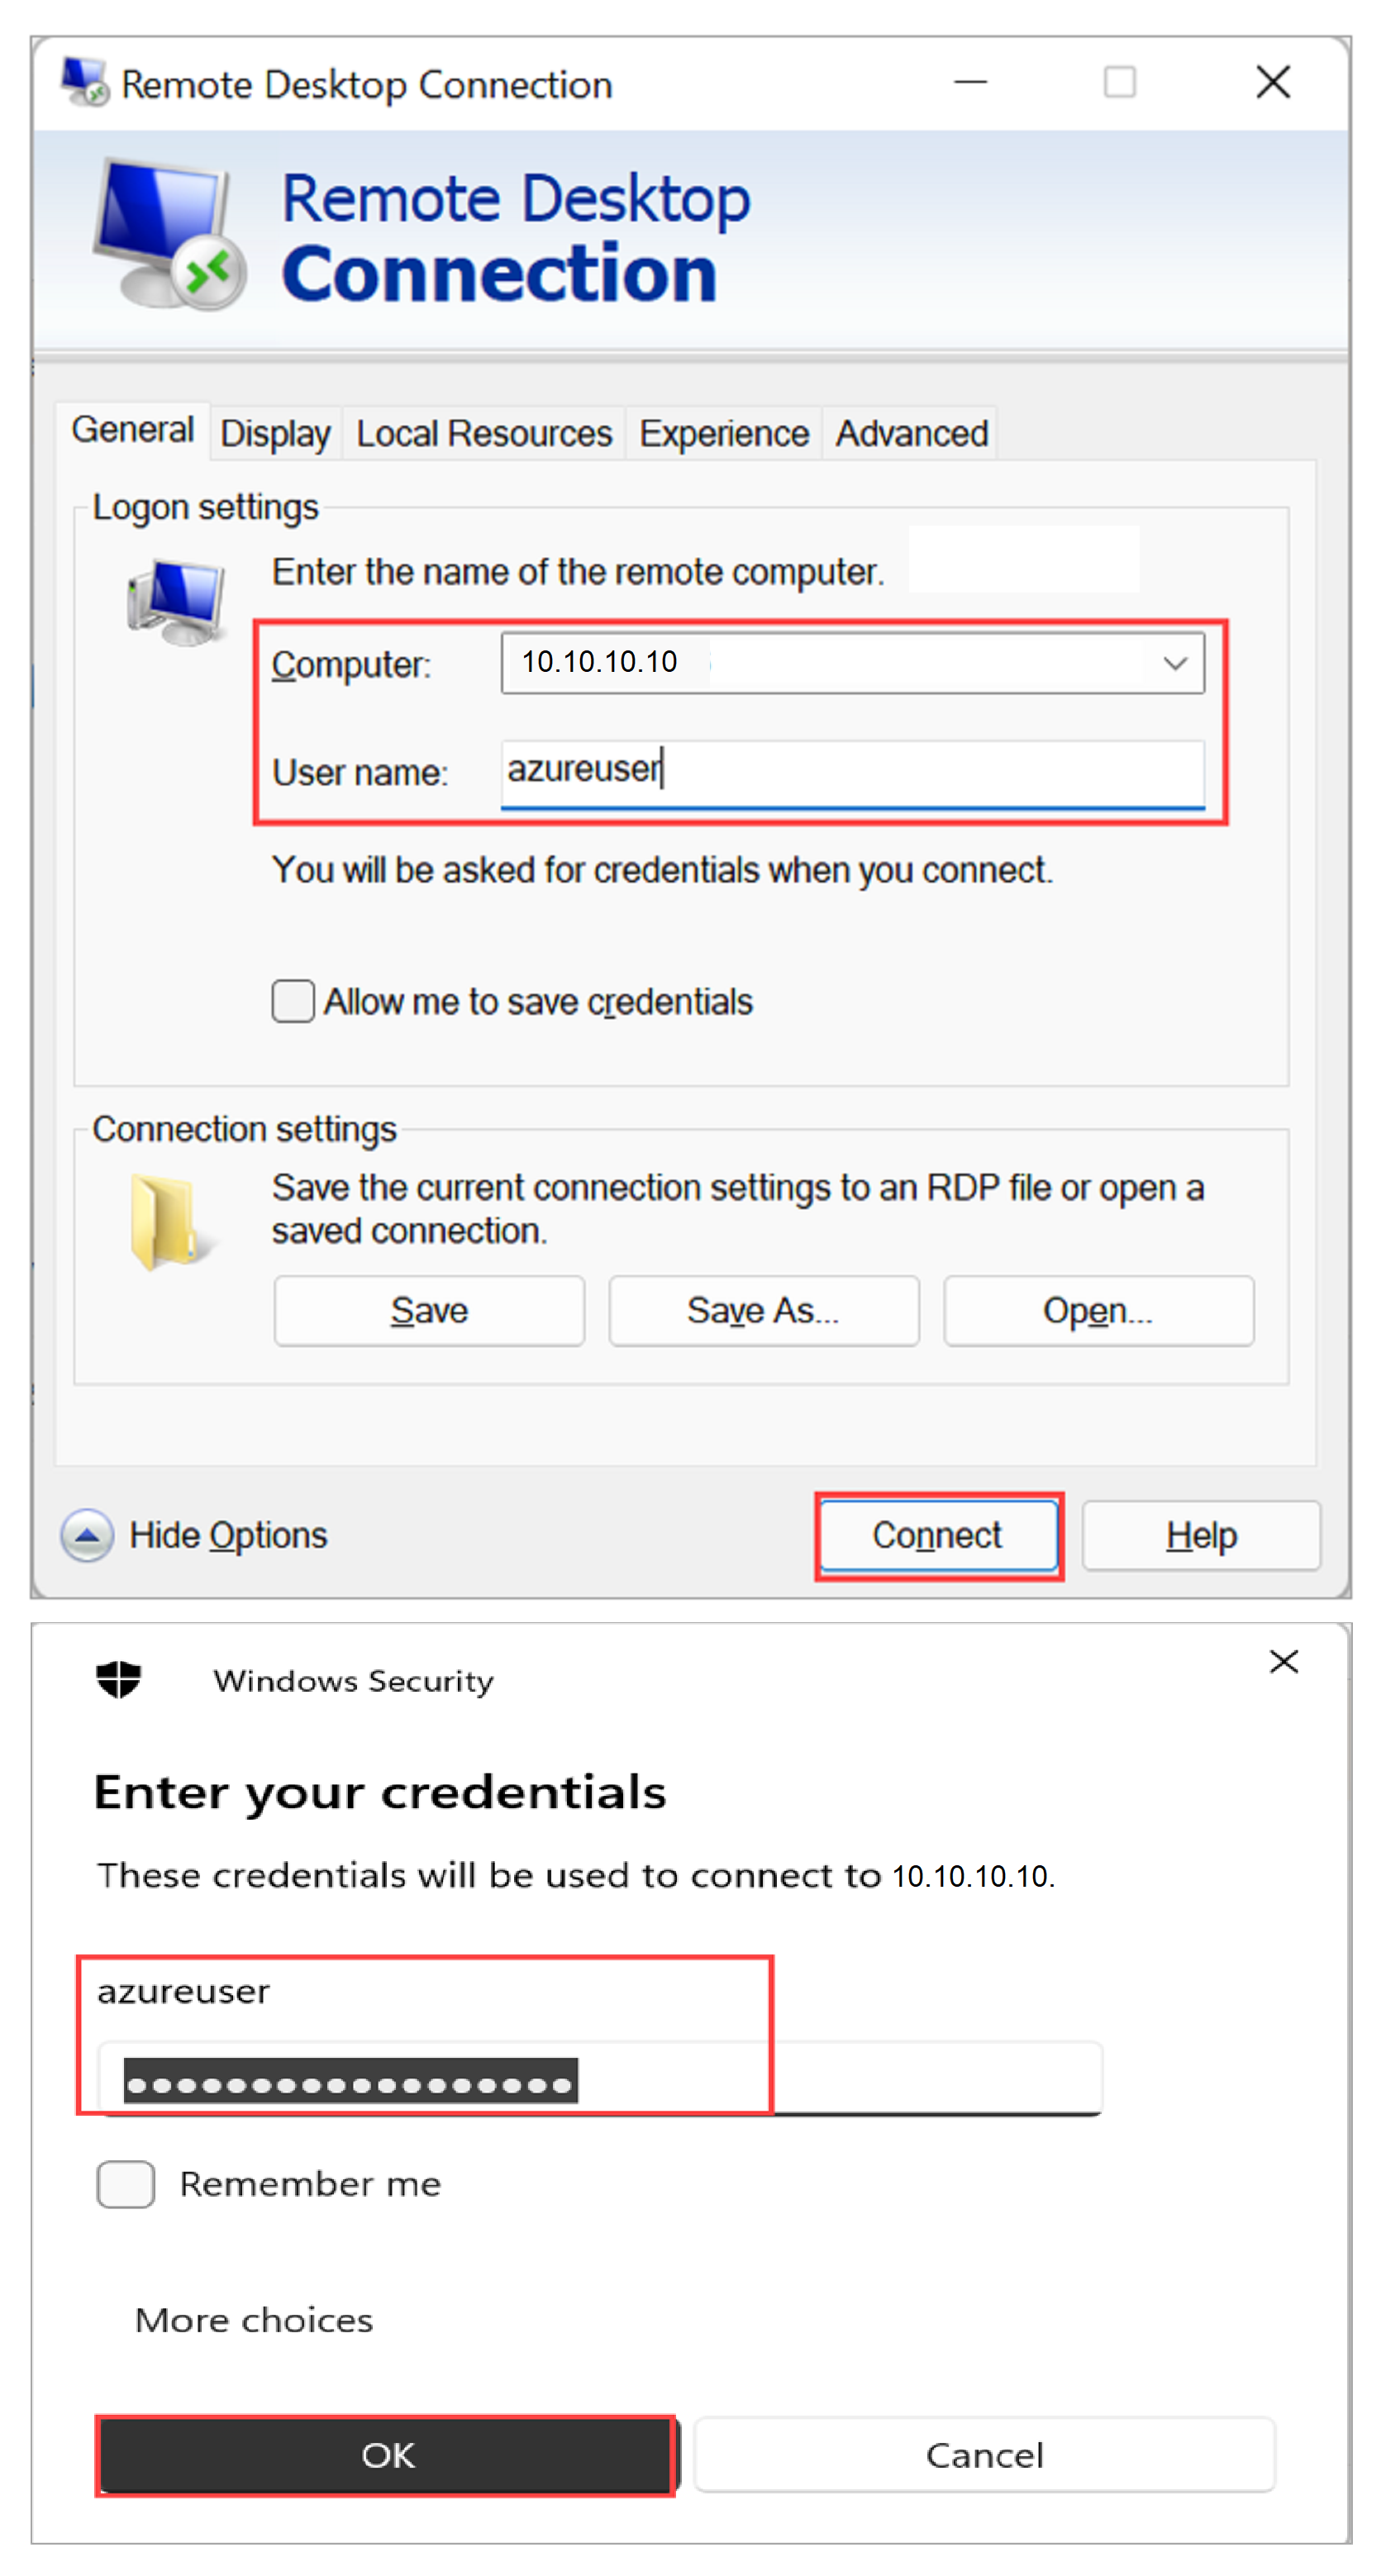 Remote Desktop Connection
Remote Desktop
Connection
General Display Local Resources Experience Advanced
Logon settings
Enter the name of the remote computer.
Computer: 10.10.10.10
User name: azureuser
You will be asked for credentials when you connect.
Allow me to save credentials
Connection settings
Save the current connection settings to an RDP file or open a
saved connection.
Save Save As... Open...
Hide Options Connect Help
Windows Security
Enter your credentials
These credentials will be used to connect to 10.10.10.10.
azureuser
••••••••••••••••••
Remember me
More choices
OK Cancel